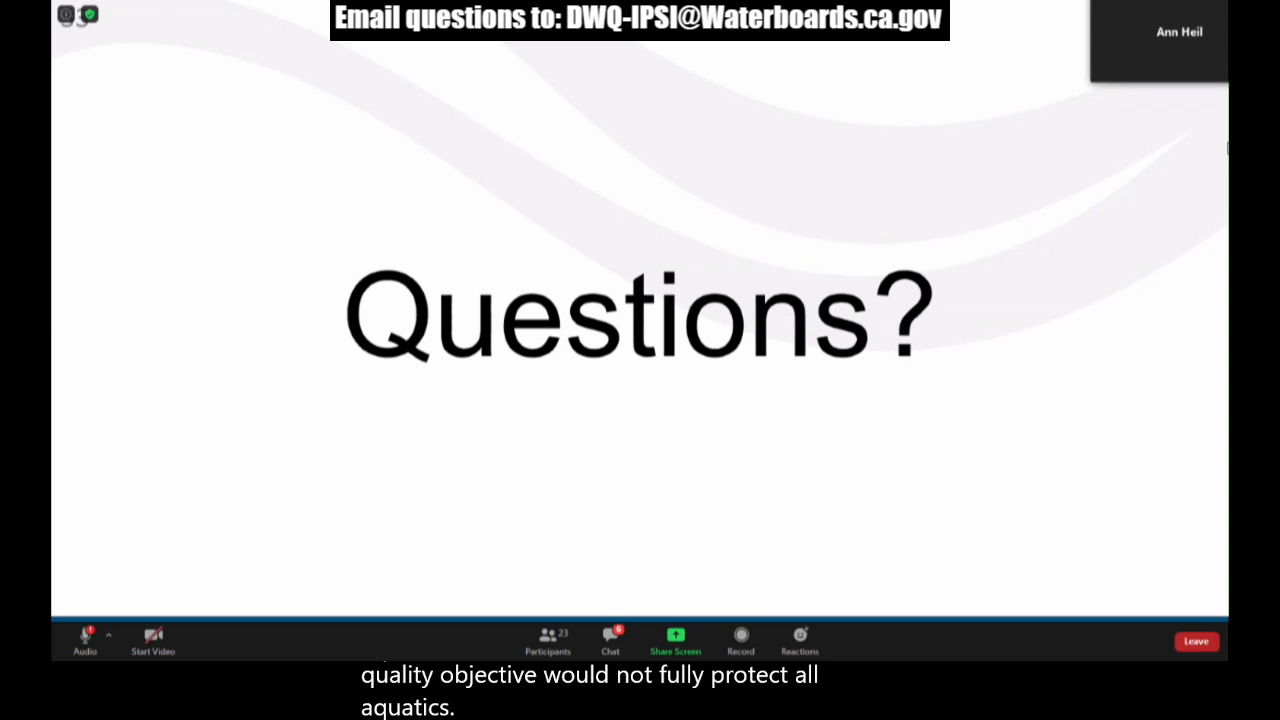 Email questions to: DWQ-IPSI@Waterboards.ca.gov
Ann Heil
Questions?
23
6
Audio
Start Video
Participants
Chat
Share Screen
Record
Reactions
Leave
quality objective would not fully protect all
aquatics.